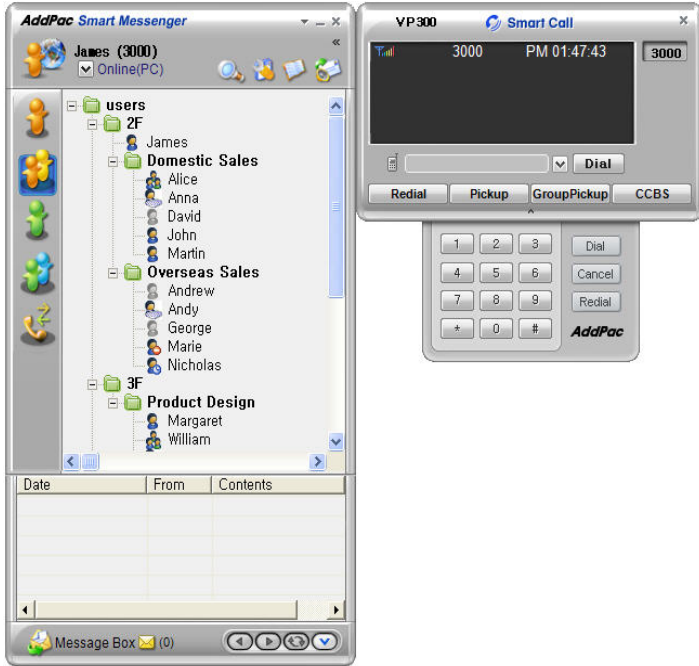 AddPac Smart Messenger
James (3000)
Online(PC)
users
2F
James
Domestic Sales
Alice
Anna
David
John
Martin
Overseas Sales
Andrew
Andy
George
Marie
Nicholas
3F
Product Design
Margaret
William
Date From Contents
Message Box (0)
VP300 Smart Call
3000 PM 01:47:43 3000
Dial
Redial Pickup GroupPickup CCBS
1 2 3 Dial
4 5 6 Cancel
7 8 9 Redial
* 0 # AddPac